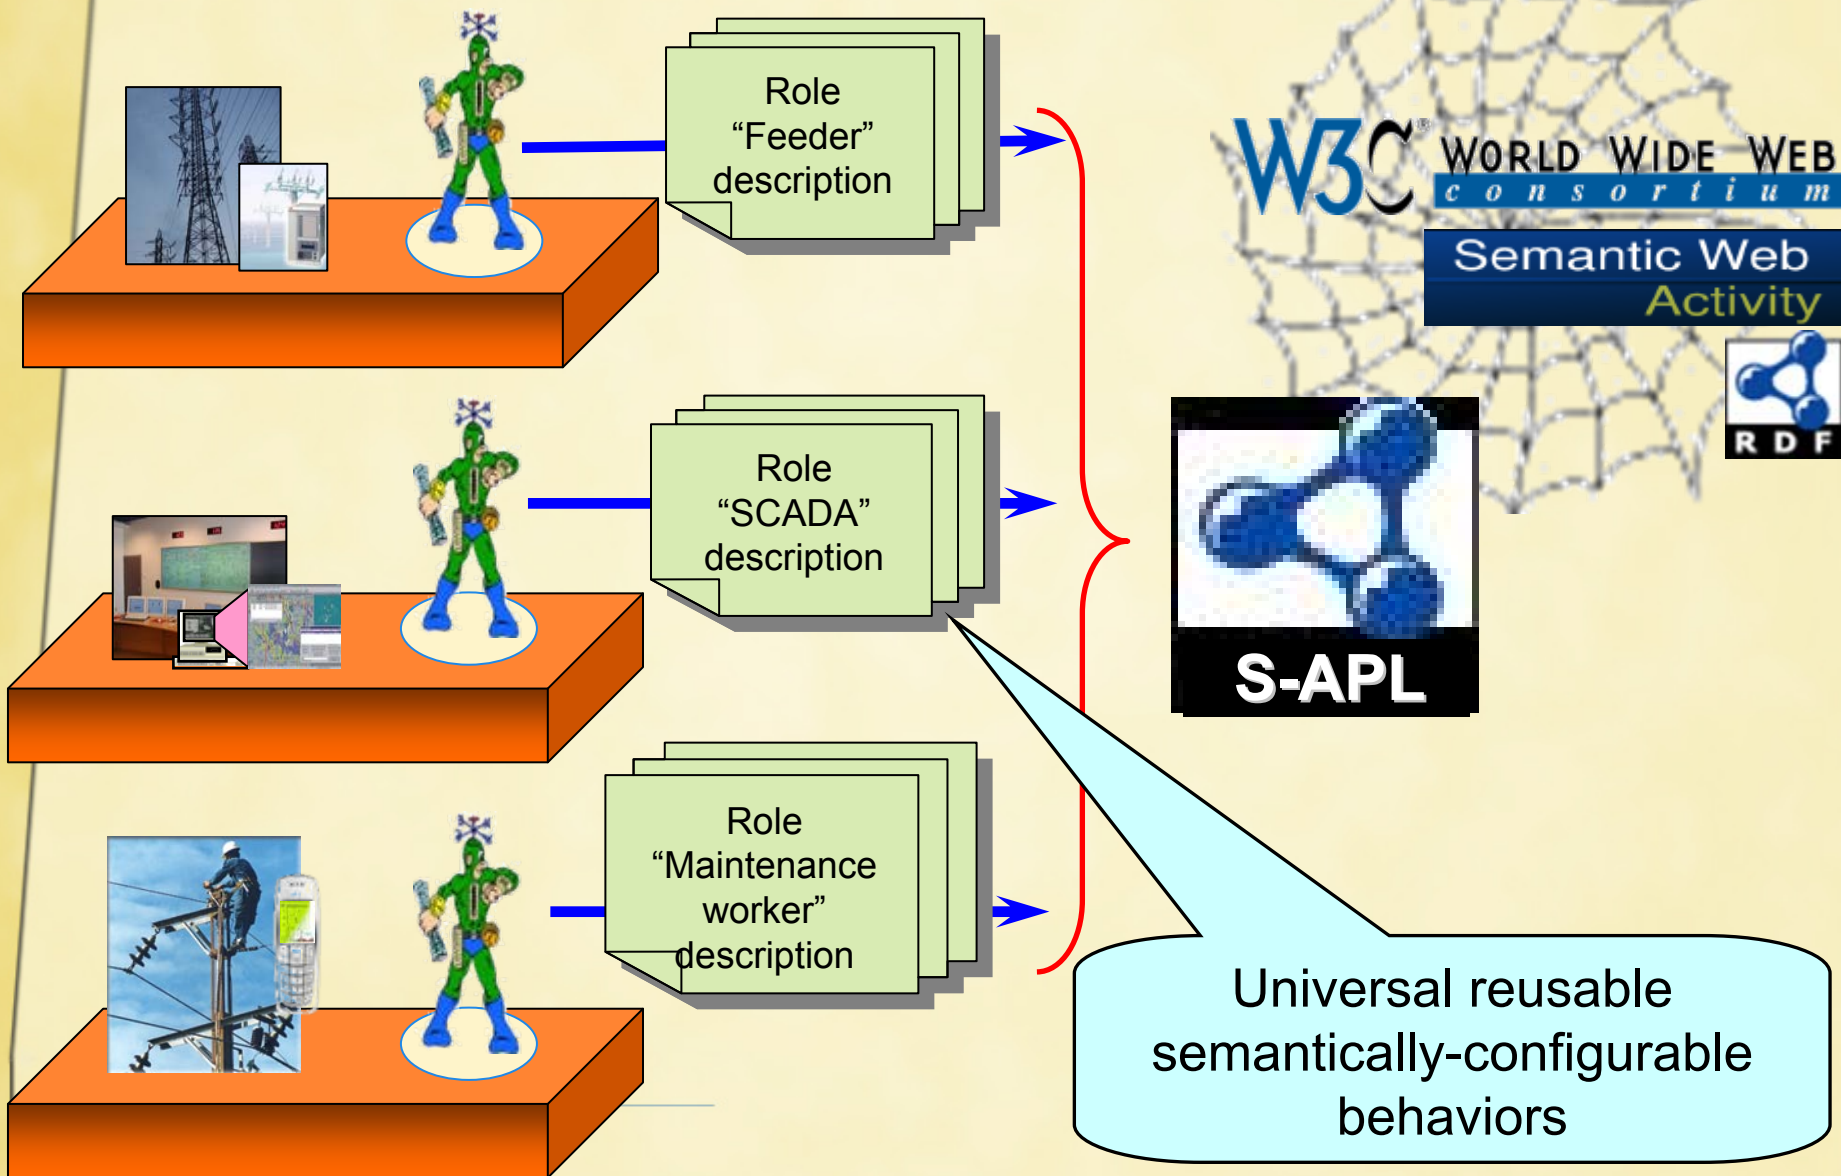 Role
“Feeder”
description
W3C® WORLD WIDE WEB
consortium
Semantic Web
Activity
RDF
Role
“SCADA”
description
S-APL
Role
“Maintenance
worker”
description
Universal reusable
semantically-configurable
behaviors